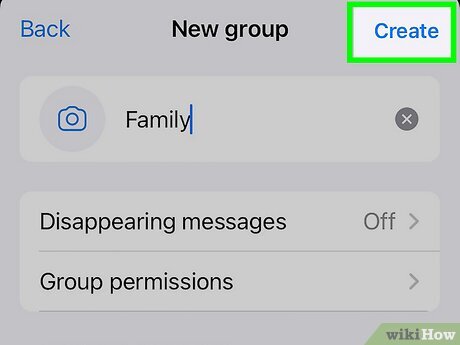 Back New group Create
Family
Disappearing messages Off
Group permissions
wikiHow